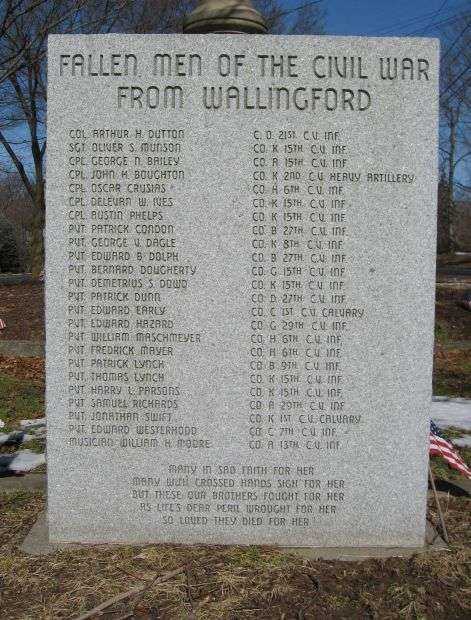 FALLEN MEN OF THE CIVIL WAR
FROM WALLINGFORD
COL. ARTHUR H. DUTTON C. O. 21ST. C.V. INF.
SGT. OLIVER S. MUNSON CO. K 15TH. C.V. INF.
CPL. GEORGE N. BAILEY CO. A 15TH. C.V. INF.
CPL. JOHN H. BOUGHTON CO. K 2ND. C.V. HEAVY ARTILLERY
CPL. OSCAR CRUSIAS CO. H 6TH. C.V. INF.
CPL. DELEVAN W. IVES CO. K 15TH. C.V. INF.
CPL. AUSTIN PHELPS CO. K 15TH. C.V. INF.
PVT. PATRICK CONDON CO. B 27TH. C.V. INF.
PVT. GEORGE V. DAGLE CO. K 8TH. C.V. INF.
PVT. EDWARD B. DOLPH CO. B 27TH. C.V. INF.
PVT. BERNARD DOUGHERTY CO. G 15TH. C.V. INF.
PVT. DEMETRIUS S. DOWD CO. K 15TH. C.V. INF.
PVT. PATRICK DUNN CO. D 27TH. C.V. INF.
PVT. EDWARD EARLY CO. C 1ST. C.V. CALVARY
PVT. EDWARD HAZARD CO. G 29TH. C.V. INF.
PVT. WILLIAM MASCHMEYER CO. H 6TH. C.V. INF.
PVT. FREDRICK MAYER CO. H 6TH. C.V. INF.
PVT. PATRICK LYNCH CO. B 9TH. C.V. INF.
PVT. THOMAS LYNCH CO. K 15TH. C.V. INF.
PVT. HARRY L. PARSONS CO. K 15TH. C.V. INF.
PVT. SAMUEL RICHARDS CO. A 29TH. C.V. INF.
PVT. JONATHAN SWIFT CO. K 1ST. C.V. CALVARY
PVT. EDWARD WESTERHOOD CO. C 7TH. C.V. INF.
MUSICIAN WILLIAM H. MOORE CO. A 13TH. C.V. INF.
MANY IN SAD FAITH FOR HER
MANY WITH CROSSED HANDS SIGH FOR HER
BUT THESE OUR BROTHERS FOUGHT FOR HER
AS LIFE'S DEAR PERIL WROUGHT FOR HER
SO LOVED THEY DIED FOR HER